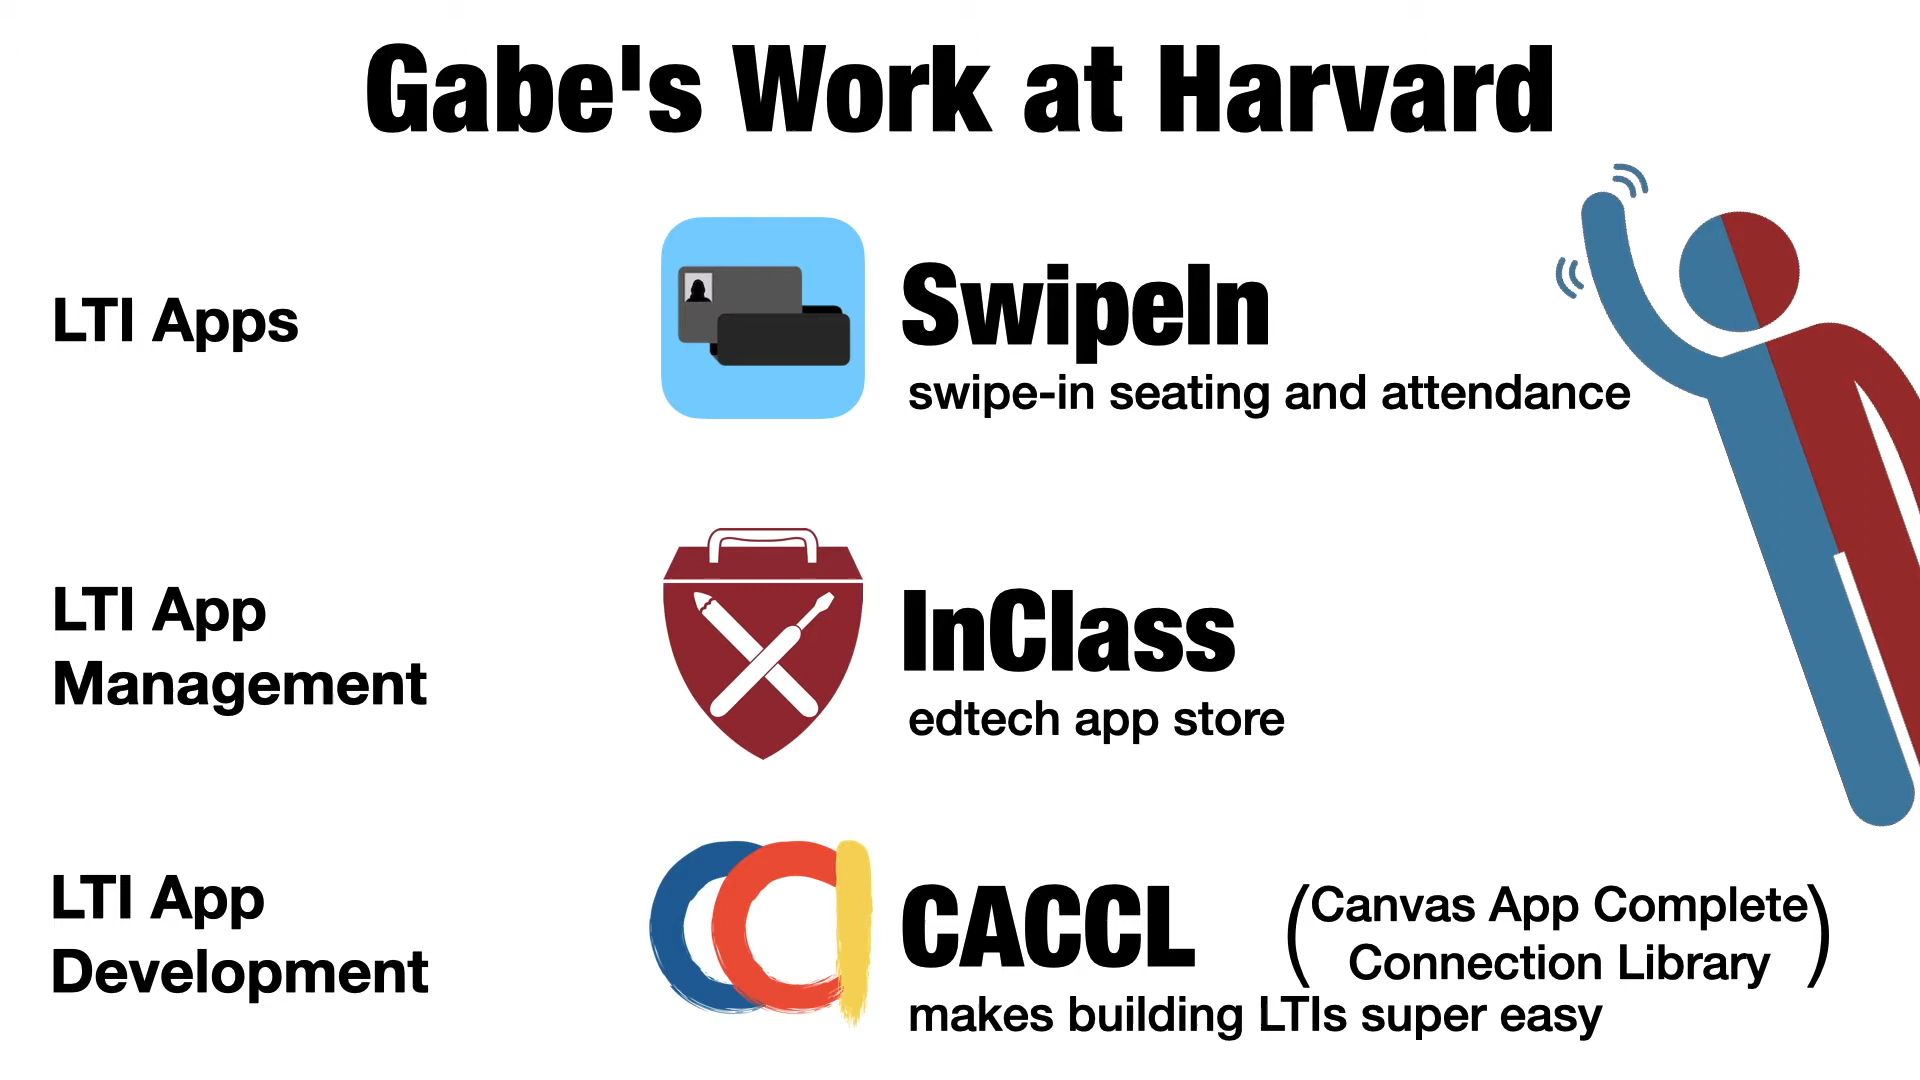 Gabe's Work at Harvard
LTI Apps
SwipeIn
swipe-in seating and attendance
LTI App
Management
InClass
edtech app store
LTI App
Development
CACCL
(Canvas App Complete
Connection Library)
makes building LTIs super easy